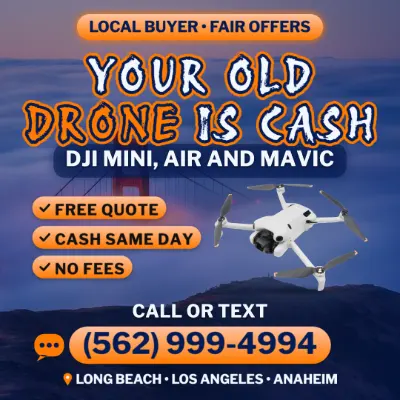 LOCAL BUYER • FAIR OFFERS
YOUR OLD
DRONE IS CASH
DJI MINI, AIR AND MAVIC
FREE QUOTE
CASH SAME DAY
NO FEES
CALL OR TEXT
(562) 999-4994
LONG BEACH • LOS ANGELES • ANAHEIM